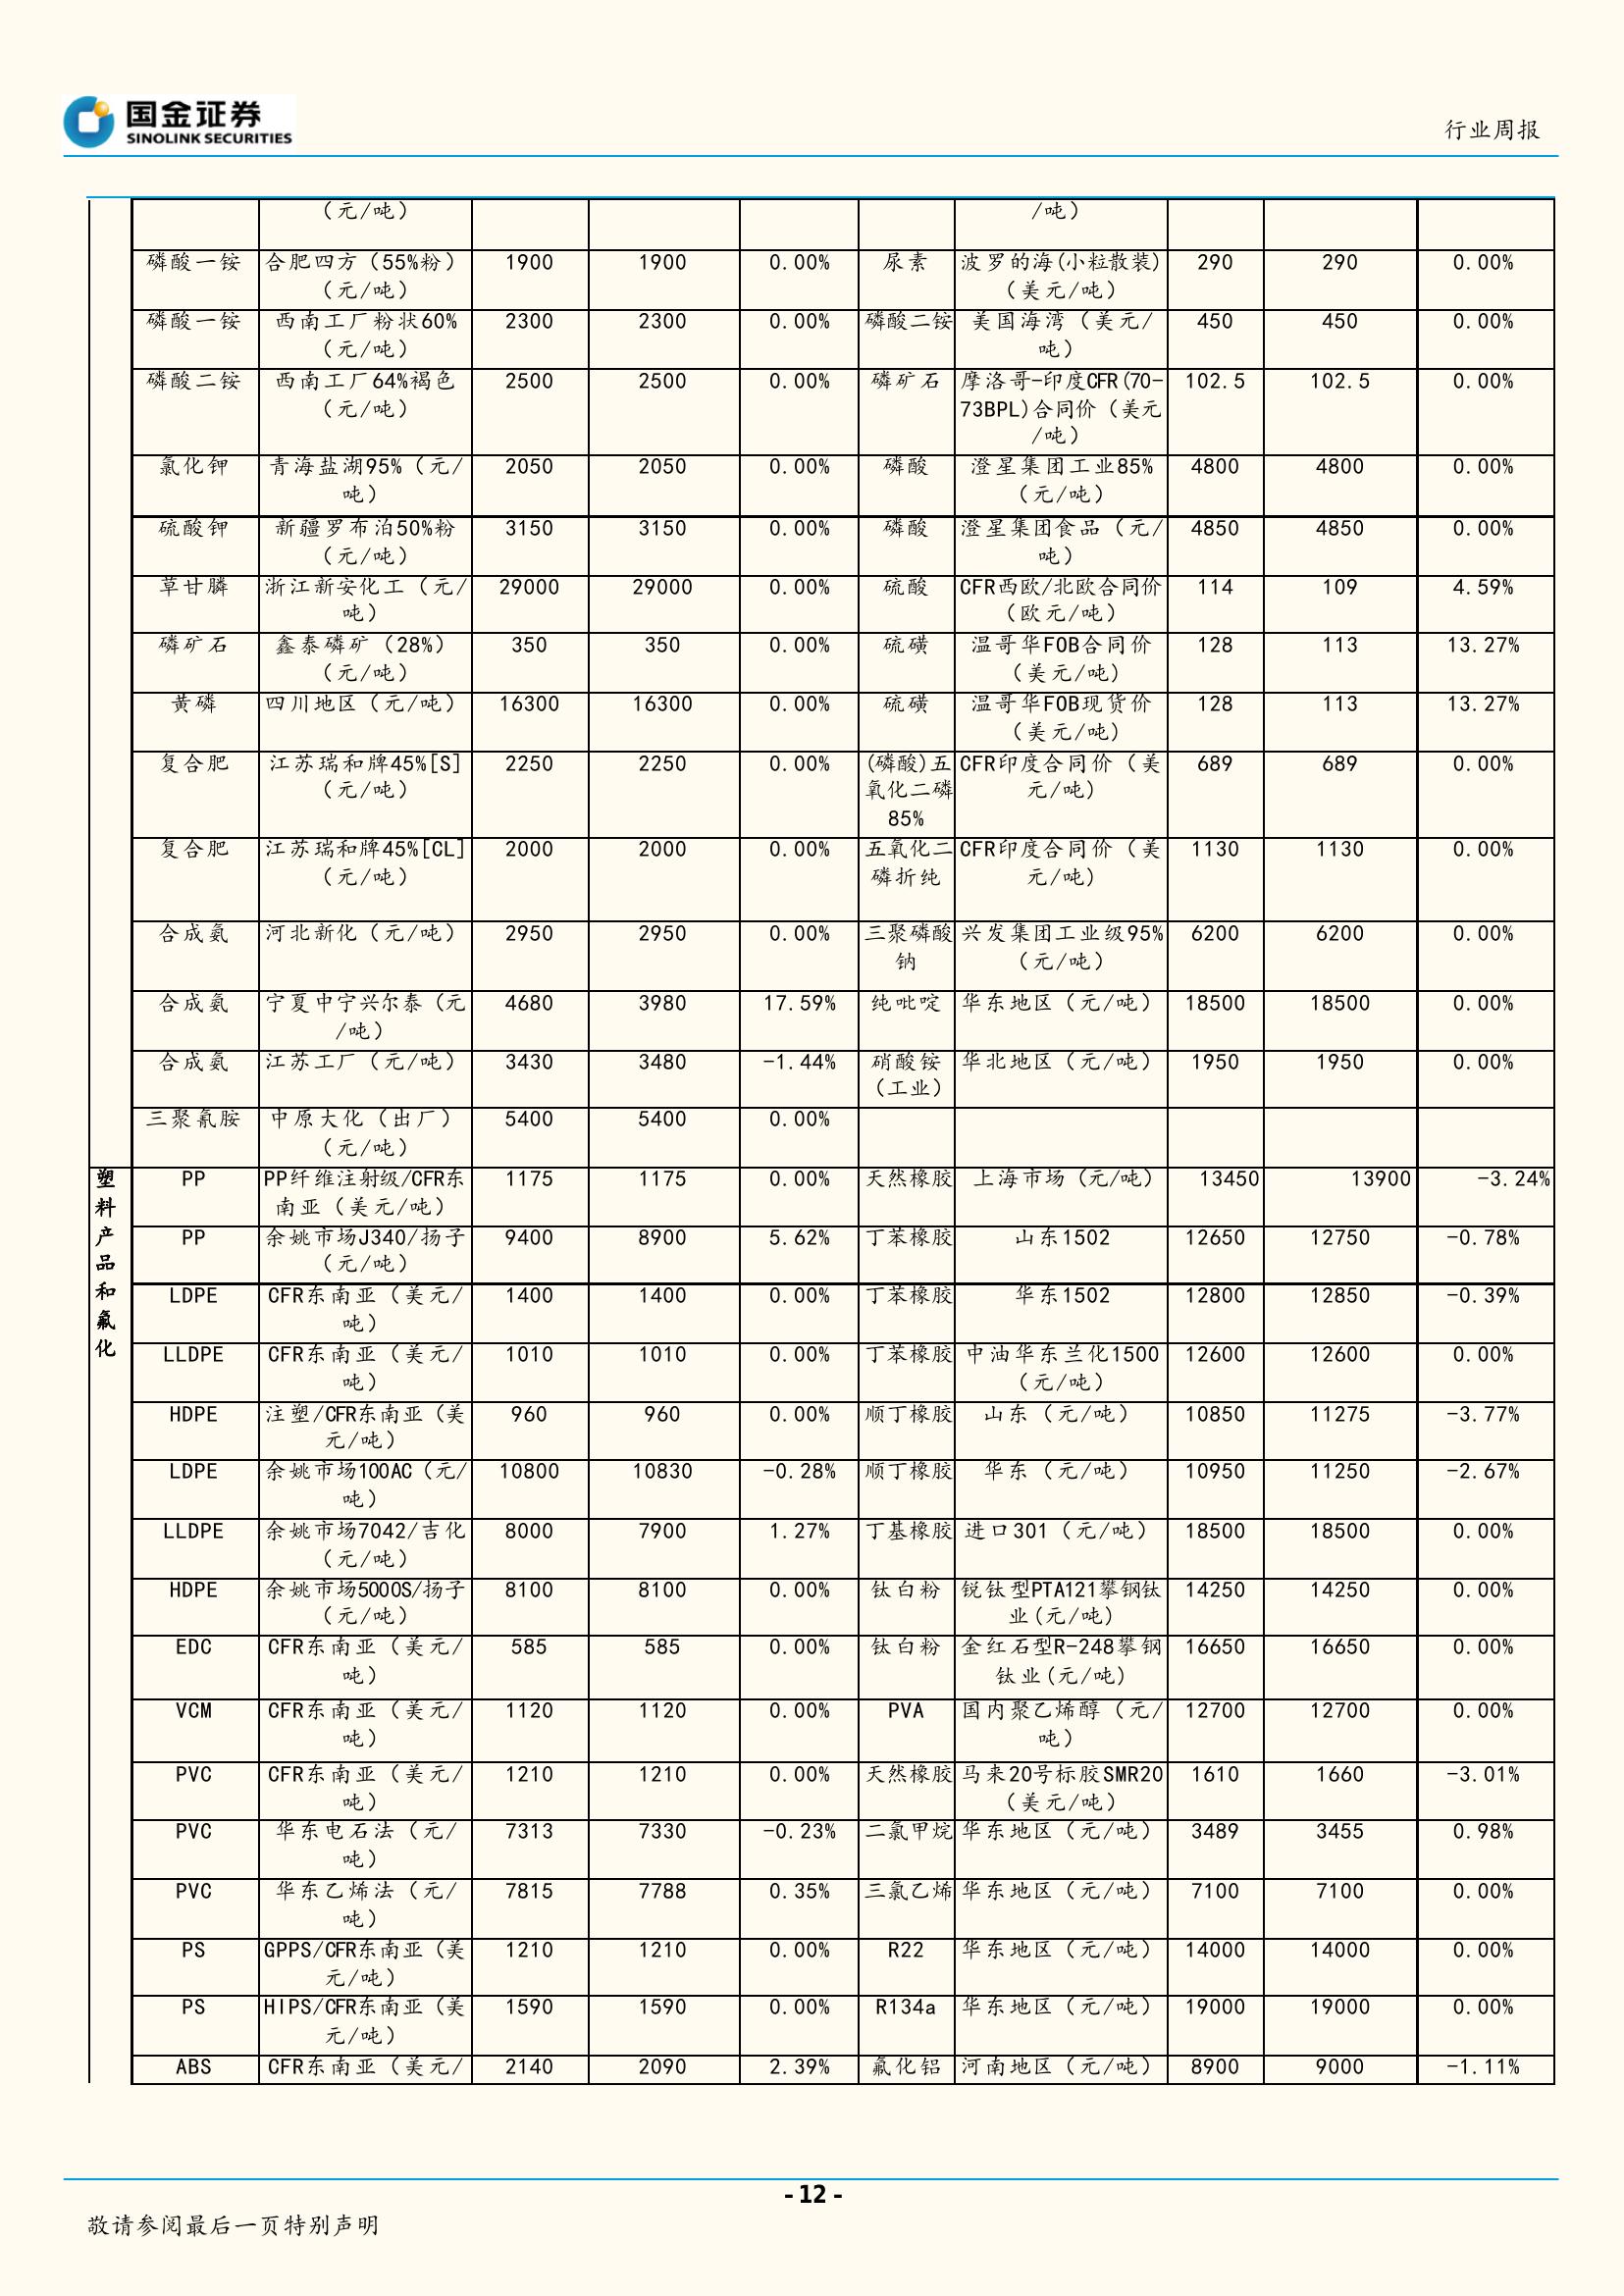 国金证券
SINOLINK SECURITIES
行业周报
（元/吨） /吨）
磷酸一铵 合肥四方（55%粉） 1900 1900 0.00% 尿素 波罗的海(小粒散装) 290 290 0.00%
（元/吨） （美元/吨）
磷酸一铵 西南工厂粉状60% 2300 2300 0.00% 磷酸二铵 美国海湾（美元/ 450 450 0.00%
（元/吨） 吨）
磷酸二铵 西南工厂64%褐色 2500 2500 0.00% 磷矿石 摩洛哥-印度CFR(70- 102.5 102.5 0.00%
（元/吨） 73BPL)合同价（美元
/吨）
氯化钾 青海盐湖95%（元/ 2050 2050 0.00% 磷酸 澄星集团工业85% 4800 4800 0.00%
吨） （元/吨）
硫酸钾 新疆罗布泊50%粉 3150 3150 0.00% 磷酸 澄星集团食品（元/ 4850 4850 0.00%
（元/吨） 吨）
草甘膦 浙江新安化工（元/ 29000 29000 0.00% 硫酸 CFR西欧/北欧合同价 114 109 4.59%
吨） （欧元/吨）
磷矿石 鑫泰磷矿（28%） 350 350 0.00% 硫磺 温哥华FOB合同价 128 113 13.27%
（元/吨） （美元/吨)
黄磷 四川地区（元/吨） 16300 16300 0.00% 硫磺 温哥华FOB现货价 128 113 13.27%
（美元/吨)
复合肥 江苏瑞和牌45%[S] 2250 2250 0.00% (磷酸)五 CFR印度合同价（美 689 689 0.00%
（元/吨） 氧化二磷 元/吨)
85%
复合肥 江苏瑞和牌45%[CL] 2000 2000 0.00% 五氧化二 CFR印度合同价（美 1130 1130 0.00%
（元/吨） 磷折纯 元/吨)
合成氨 河北新化（元/吨） 2950 2950 0.00% 三聚磷酸 兴发集团工业级95% 6200 6200 0.00%
钠 （元/吨）
合成氨 宁夏中宁兴尔泰（元 4680 3980 17.59% 纯吡啶 华东地区（元/吨） 18500 18500 0.00%
/吨）
合成氨 江苏工厂（元/吨） 3430 3480 -1.44% 硝酸铵 华北地区（元/吨） 1950 1950 0.00%
（工业）
三聚氰胺 中原大化（出厂） 5400 5400 0.00%
（元/吨）
塑 PP PP纤维注射级/CFR东 1175 1175 0.00% 天然橡胶 上海市场（元/吨） 13450 13900 -3.24%
料 南亚（美元/吨）
产 PP 余姚市场J340/扬子 9400 8900 5.62% 丁苯橡胶 山东1502 12650 12750 -0.78%
品 （元/吨）
和 LDPE CFR东南亚（美元/ 1400 1400 0.00% 丁苯橡胶 华东1502 12800 12850 -0.39%
氟 吨）
化 LLDPE CFR东南亚（美元/ 1010 1010 0.00% 丁苯橡胶 中油华东兰化1500 12600 12600 0.00%
吨） （元/吨）
HDPE 注塑/CFR东南亚（美 960 960 0.00% 顺丁橡胶 山东（元/吨） 10850 11275 -3.77%
元/吨）
LDPE 余姚市场100AC（元/ 10800 10830 -0.28% 顺丁橡胶 华东（元/吨） 10950 11250 -2.67%
吨）
LLDPE 余姚市场7042/吉化 8000 7900 1.27% 丁基橡胶 进口301（元/吨） 18500 18500 0.00%
（元/吨）
HDPE 余姚市场5000S/扬子 8100 8100 0.00% 钛白粉 锐钛型PTA121攀钢钛 14250 14250 0.00%
（元/吨） 业(元/吨)
EDC CFR东南亚（美元/ 585 585 0.00% 钛白粉 金红石型R-248攀钢 16650 16650 0.00%
吨） 钛业(元/吨)
VCM CFR东南亚（美元/ 1120 1120 0.00% PVA 国内聚乙烯醇（元/ 12700 12700 0.00%
吨） 吨）
PVC CFR东南亚（美元/ 1210 1210 0.00% 天然橡胶 马来20号标胶SMR20 1610 1660 -3.01%
吨） （美元/吨）
PVC 华东电石法（元/ 7313 7330 -0.23% 二氯甲烷 华东地区（元/吨） 3489 3455 0.98%
吨）
PVC 华东乙烯法（元/ 7815 7788 0.35% 三氯乙烯 华东地区（元/吨） 7100 7100 0.00%
吨）
PS GPPS/CFR东南亚（美 1210 1210 0.00% R22 华东地区（元/吨） 14000 14000 0.00%
元/吨）
PS HIPS/CFR东南亚（美 1590 1590 0.00% R134a 华东地区（元/吨） 19000 19000 0.00%
元/吨）
ABS CFR东南亚（美元/ 2140 2090 2.39% 氟化铝 河南地区（元/吨） 8900 9000 -1.11%
- 12 -
敬请参阅最后一页特别声明